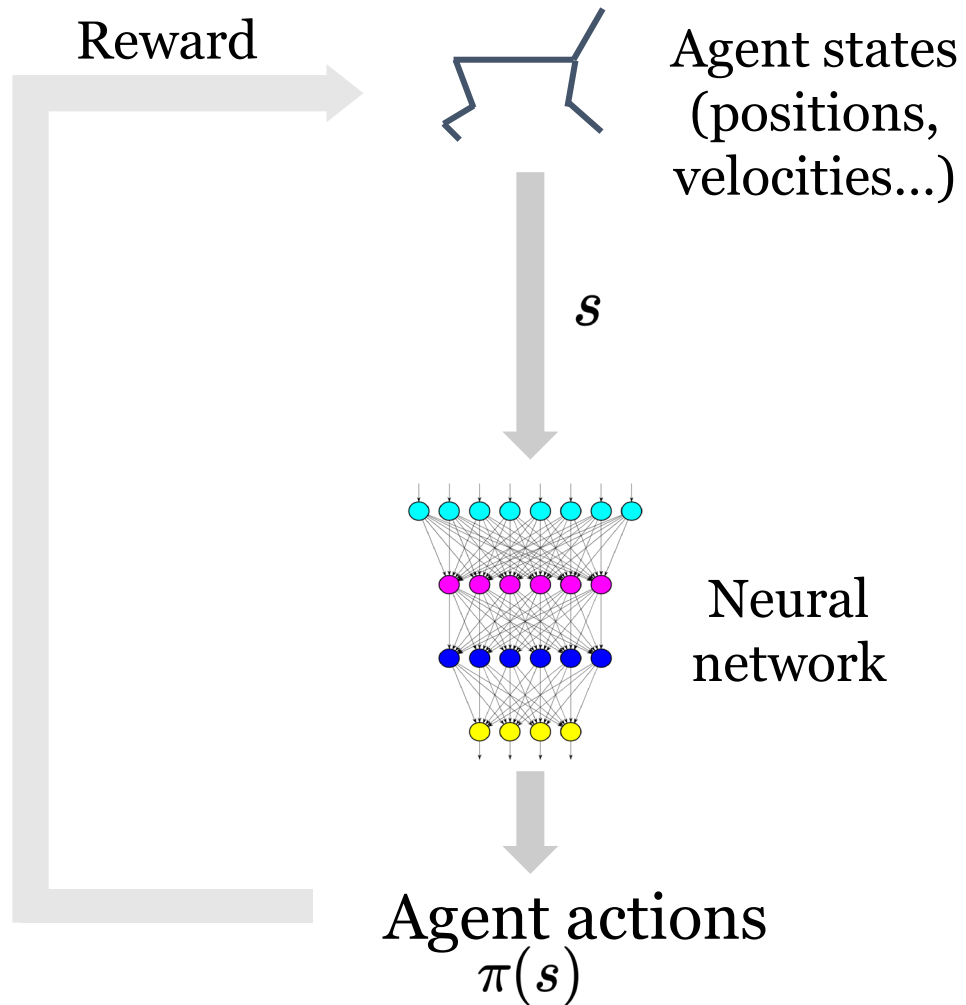 Reward
Agent states
(positions,
velocities...)
s
Neural
network
Agent actions
π(s)